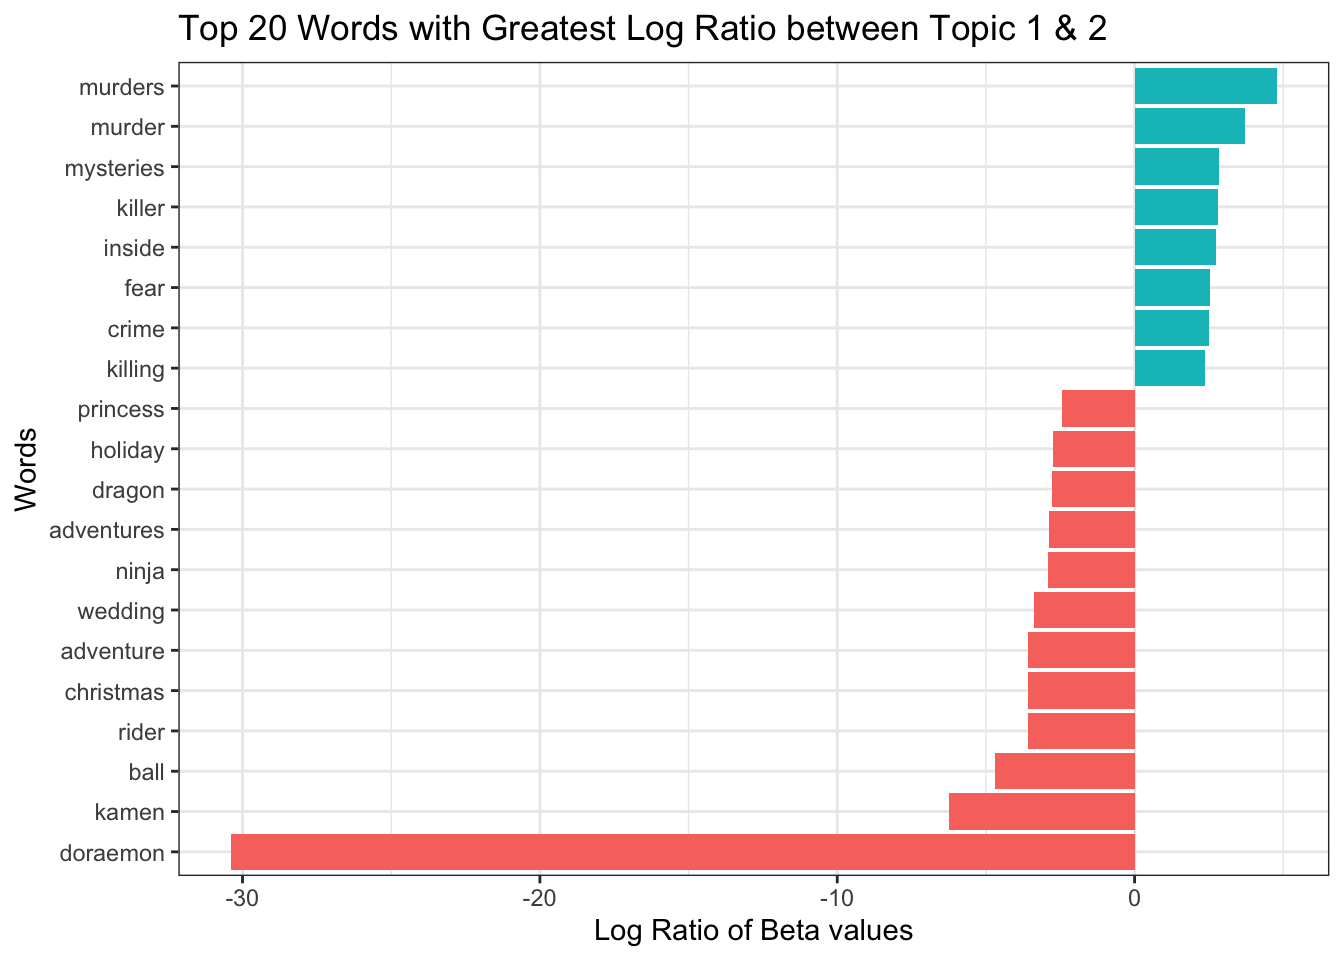 Top 20 Words with Greatest Log Ratio between Topic 1 & 2
murders
murder
mysteries
killer
inside
fear
crime
killing
princess
holiday
dragon
adventures
ninja
wedding
adventure
christmas
rider
ball
kamen
doraemon
Words
-30 -20 -10 0
Log Ratio of Beta values